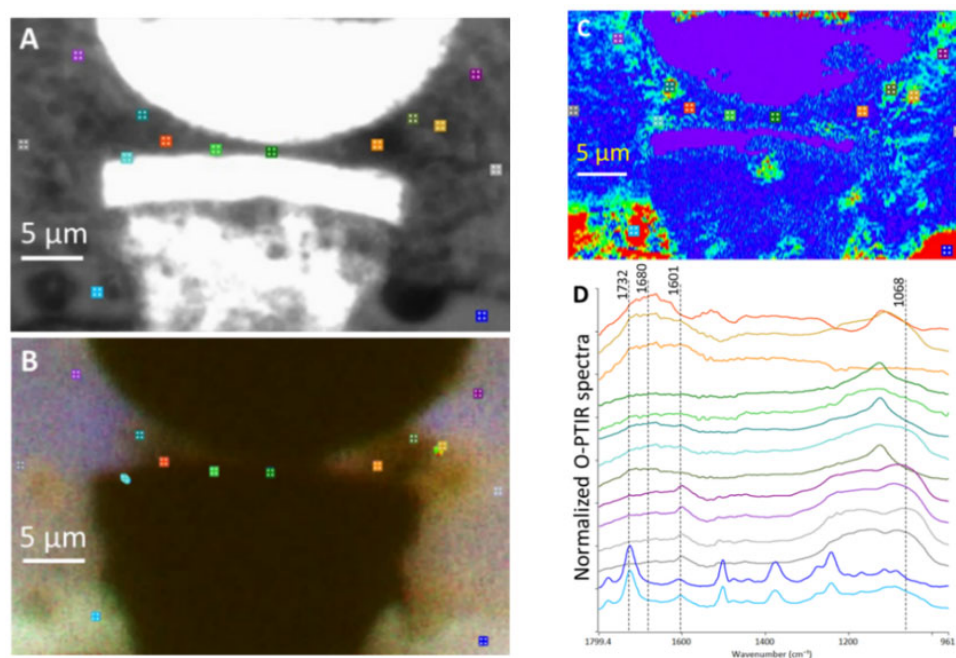 A
5 µm
B
5 µm
C
5 µm
D
1732
1680
1601
1068
Normalized O-PTIR spectra
1799.4
1600
1400
1200
961
Wavenumber (cm⁻¹)